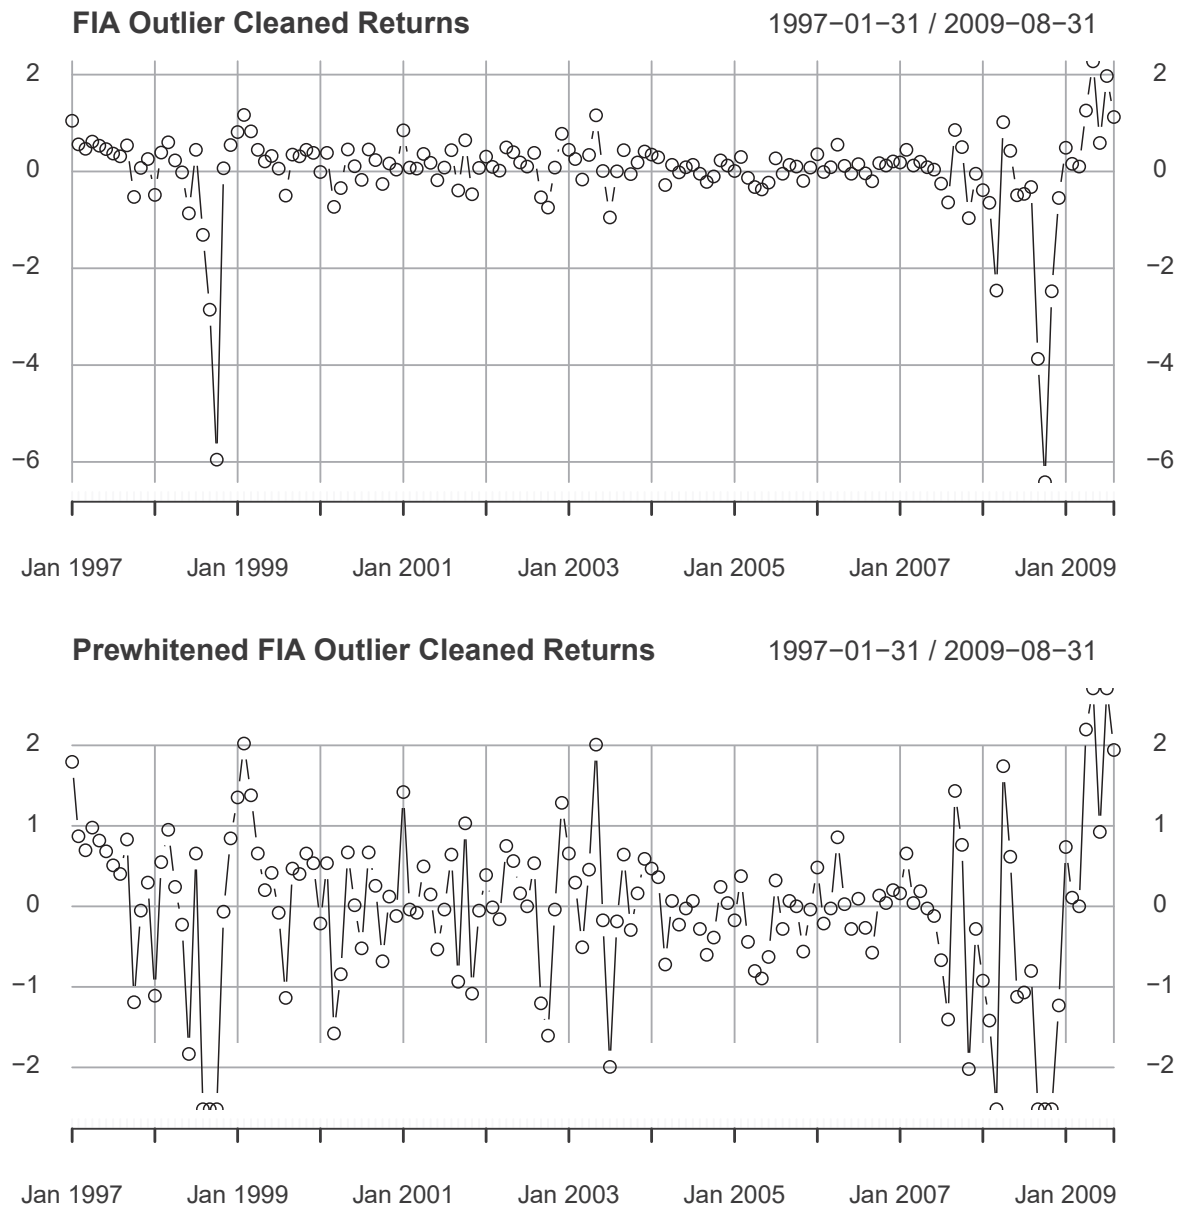 FIA Outlier Cleaned Returns 1997−01−31 / 2009−08−31
2 2
0 0
−2 −2
−4 −4
−6 −6
Jan 1997 Jan 1999 Jan 2001 Jan 2003 Jan 2005 Jan 2007 Jan 2009
Prewhitened FIA Outlier Cleaned Returns 1997−01−31 / 2009−08−31
2 2
1 1
0 0
−1 −1
−2 −2
Jan 1997 Jan 1999 Jan 2001 Jan 2003 Jan 2005 Jan 2007 Jan 2009